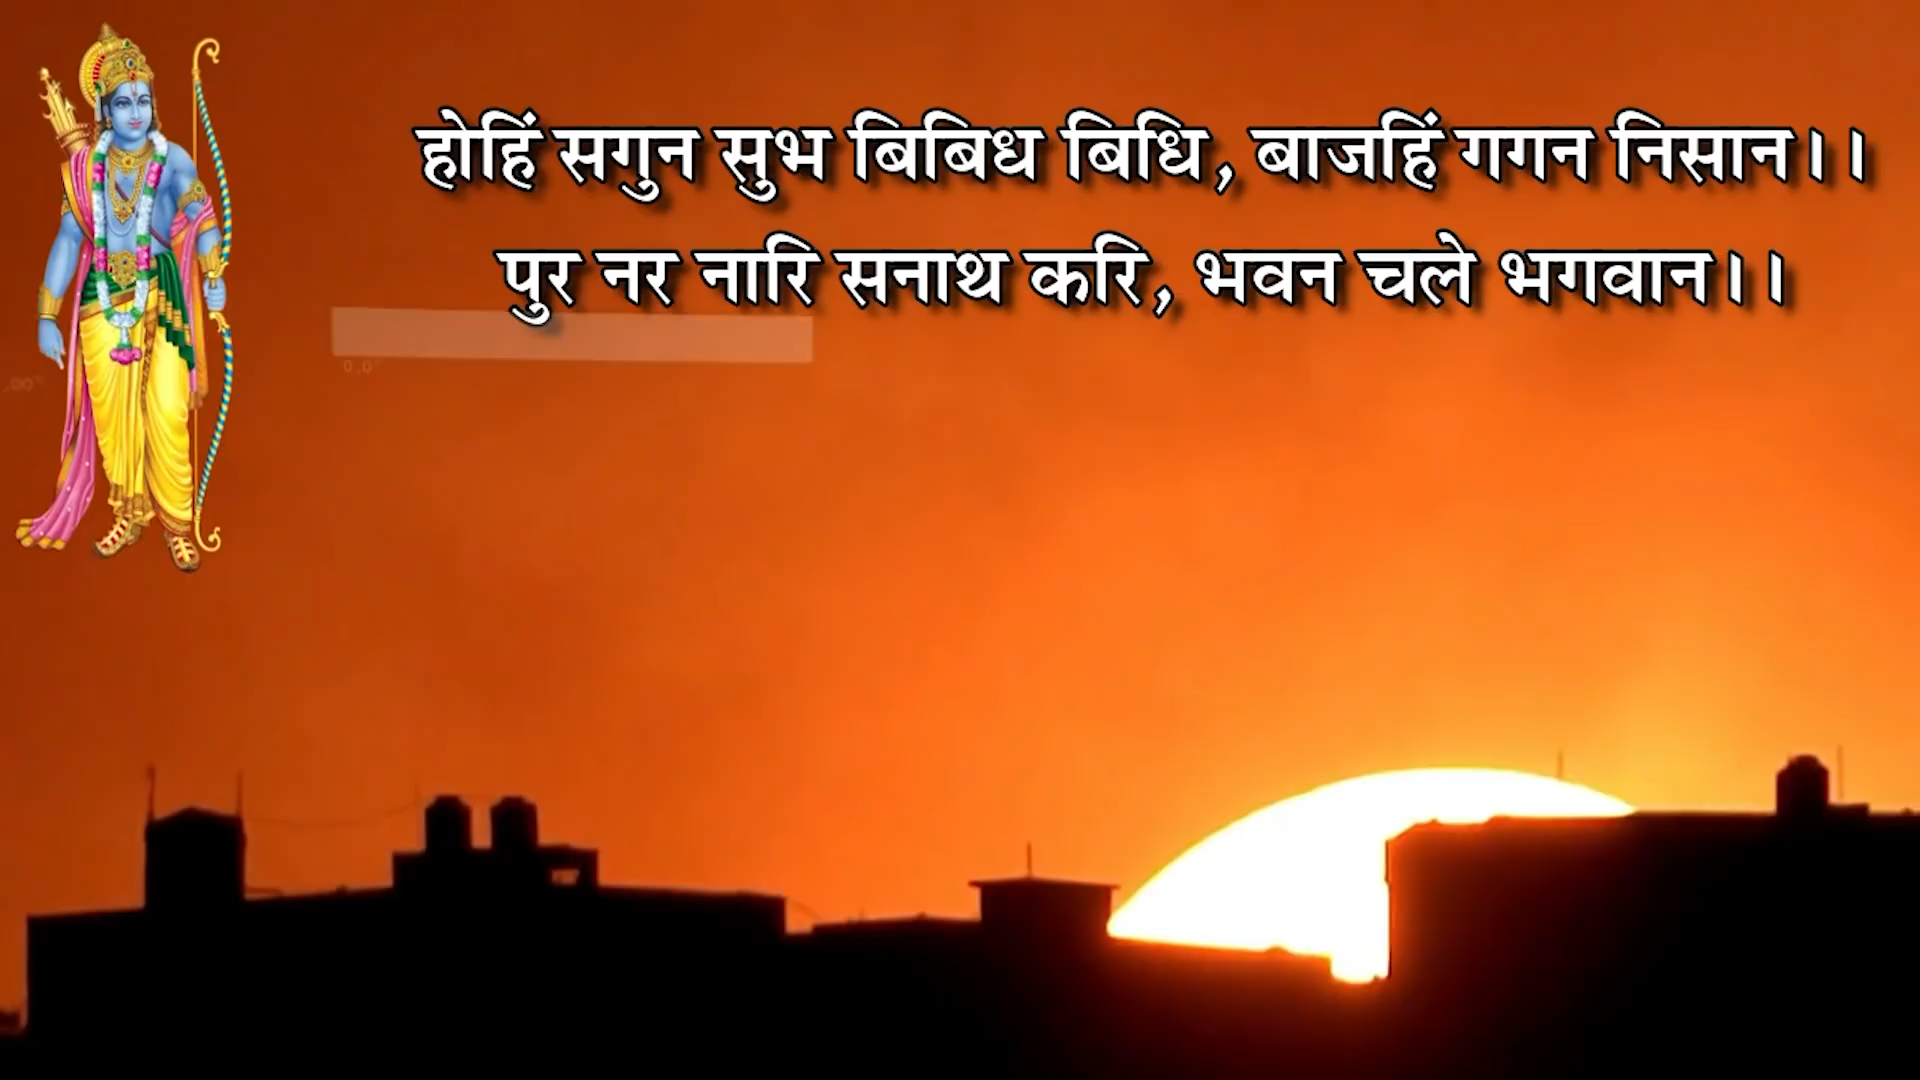 होहिं सगुन सुभ बिबिध बिधि, बाजहिं गगन निसान।।
पुर नर नारि सनाथ करि, भवन चले भगवान।।